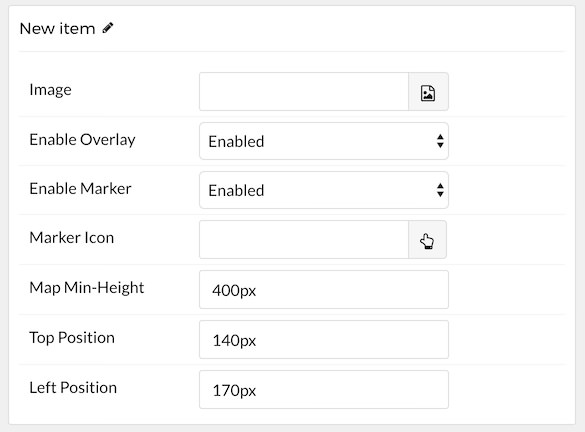 New item
Image
Enable Overlay Enabled
Enable Marker Enabled
Marker Icon
Map Min-Height 400px
Top Position 140px
Left Position 170px